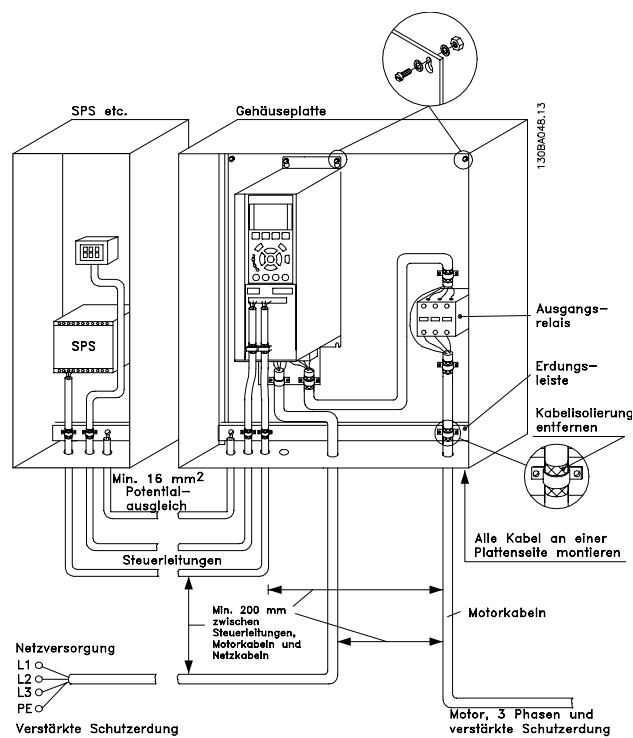 130BA048.13
SPS etc.
Gehäuseplatte
SPS
Ausgangs-
relais
Erdungs-
leiste
Kabelisolierung
entfernen
Min. 16 mm2
Potential-
ausgleich
Steuerleitungen
Alle Kabel an einer
Plattenseite montieren
Min. 200 mm
zwischen
Steuerleitungen,
Motorkabeln und
Netzkabeln
Motorkabeln
Netzversorgung
L1
L2
L3
PE
Verstärkte Schutzerdung
Motor, 3 Phasen und
verstärkte Schutzerdung